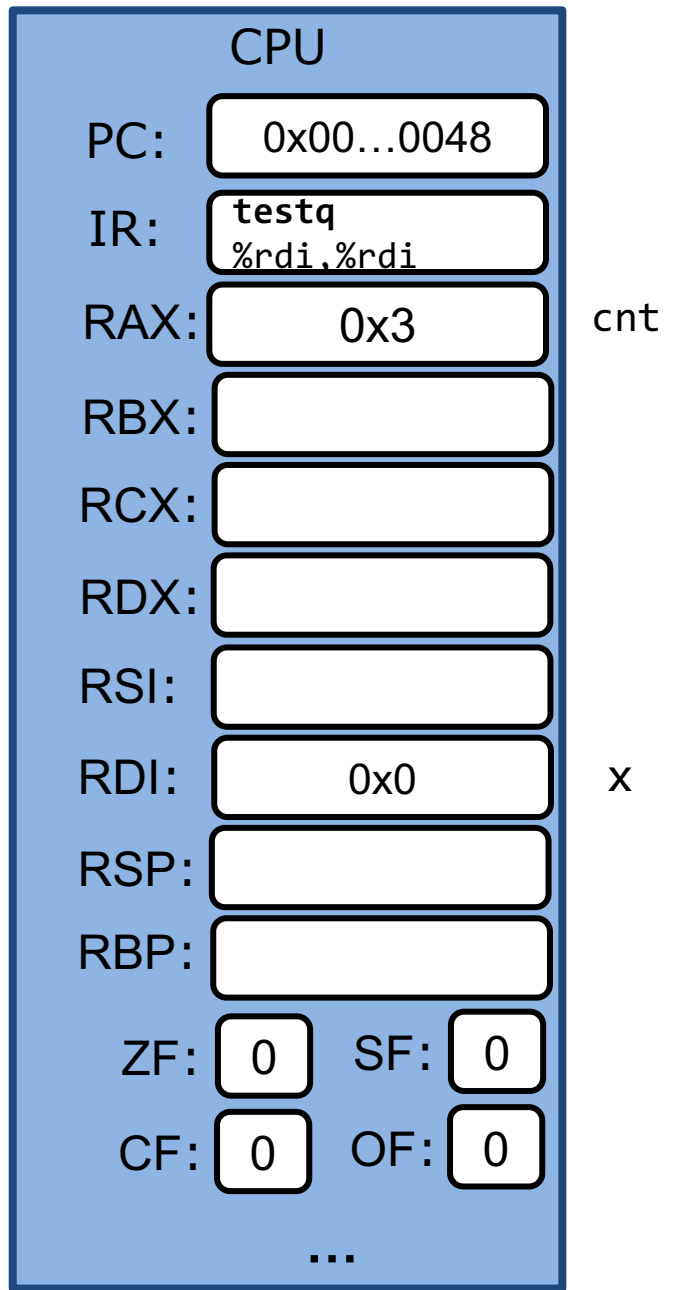 CPU
PC: 0x00…0048
IR: testq
%rdi,%rdi
RAX: 0x3 cnt
RBX:
RCX:
RDX:
RSI:
RDI: 0x0 x
RSP:
RBP:
ZF: 0 SF: 0
CF: 0 OF: 0
…